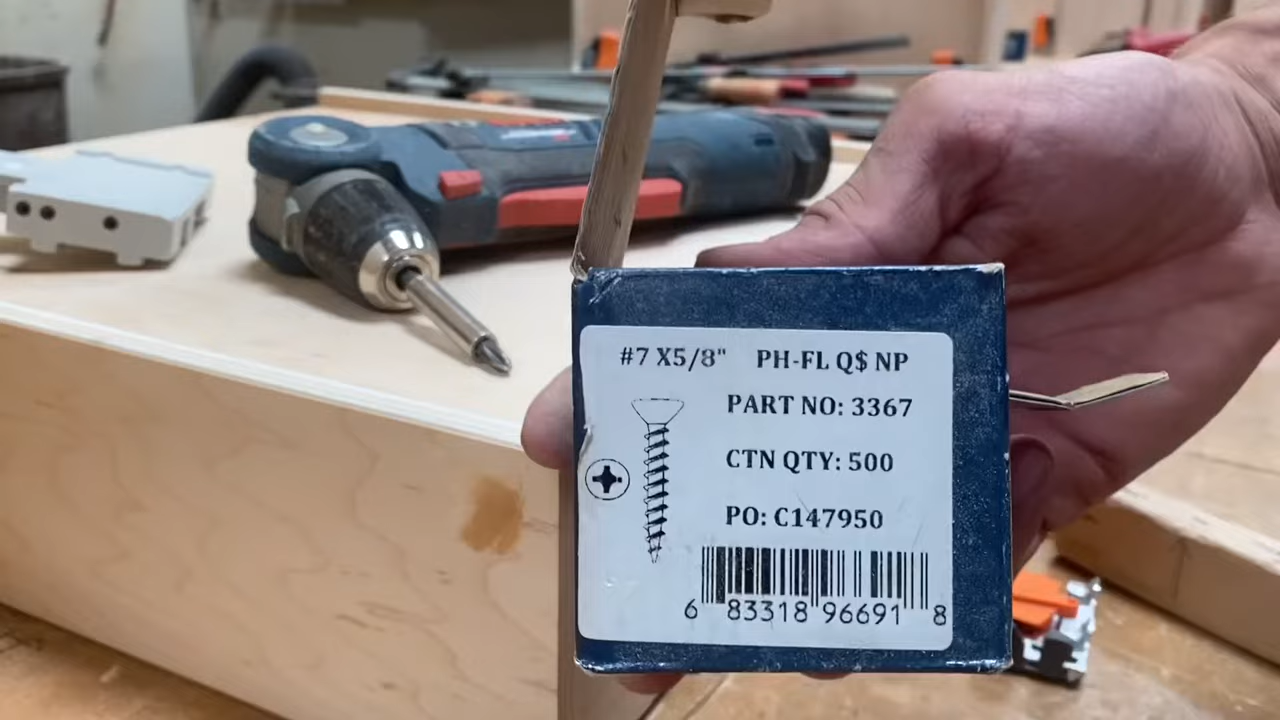 #7 X5/8" PH-FL Q$ NP
PART NO: 3367
CTN QTY: 500
PO: C147950
6 83318 96691 8